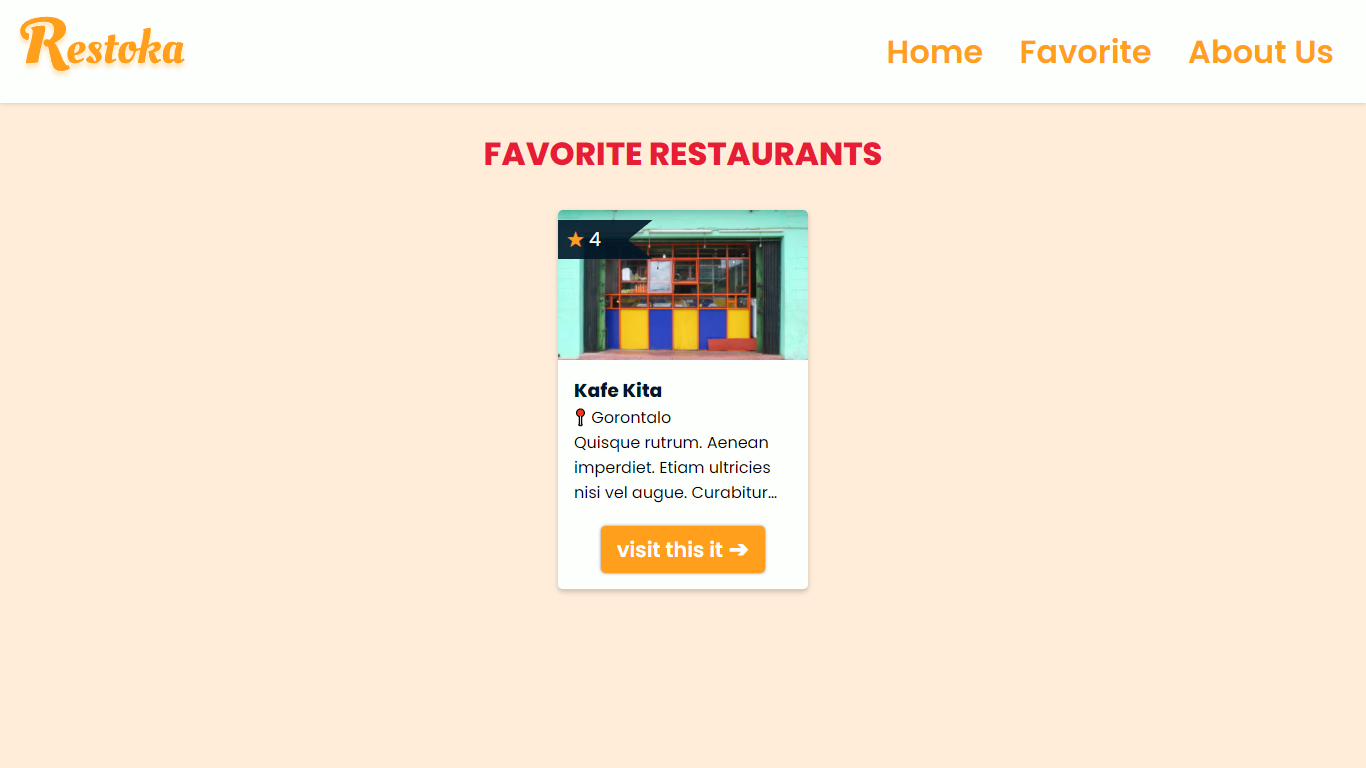 Restoka
Home Favorite About Us
FAVORITE RESTAURANTS
★ 4
Kafe Kita
Gorontalo
Quisque rutrum. Aenean
imperdiet. Etiam ultricies
nisi vel augue. Curabitur...
visit this it ➔